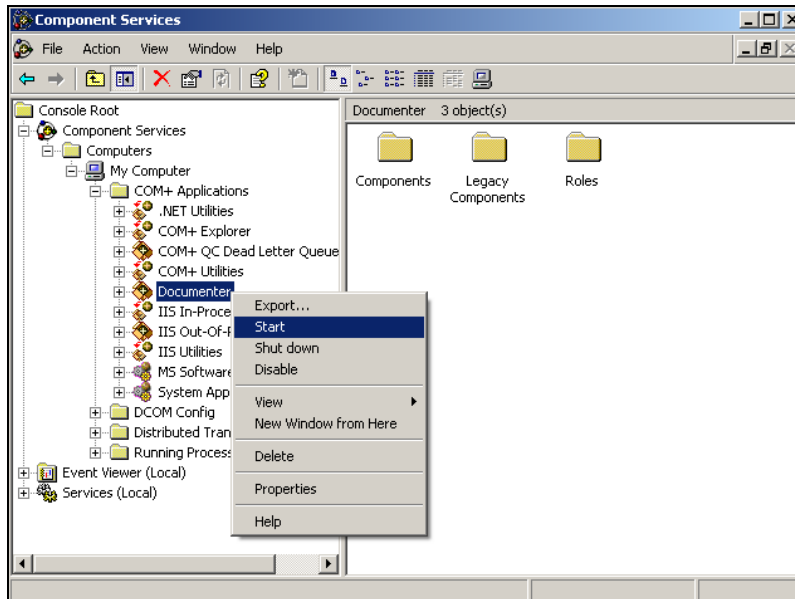 Component Services
File Action View Window Help
Console Root
Component Services
Computers
My Computer
COM+ Applications
.NET Utilities
COM+ Explorer
COM+ QC Dead Letter Queue
COM+ Utilities
Documenter
IIS In-Proce
IIS Out-Of-
IIS Utilities
MS Software
System App
DCOM Config
Distributed Tran
Running Process
Event Viewer (Local)
Services (Local)
Documenter 3 object(s)
Components
Legacy
Components
Roles
Export...
Start
Shut down
Disable
View
New Window from Here
Delete
Properties
Help